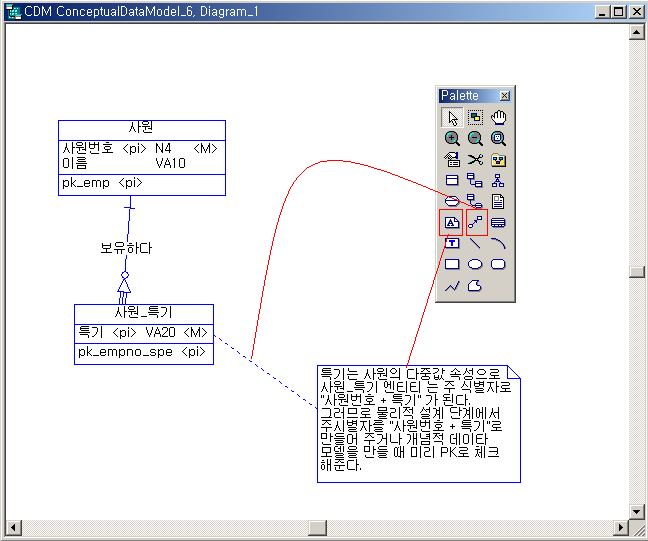 CDM ConceptualDataModel_6, Diagram_1
Palette
사원
사원번호 <pi> N4 <M>
이름 VA10
pk_emp <pi>
보유하다
사원_특기
특기 <pi> VA20 <M>
pk_empno_spe <pi>
특기는 사원의 다중값 속성으로
사원_특기 엔티티 는 주 식별자로
"사원번호 + 특기" 가 된다.
그러므로 물리적 설계 단계에서
주시별자를 "사원번호 + 특기"로
만들어 주거나 개념적 데이타
모델을 만들 때 미리 PK로 체크
해준다.